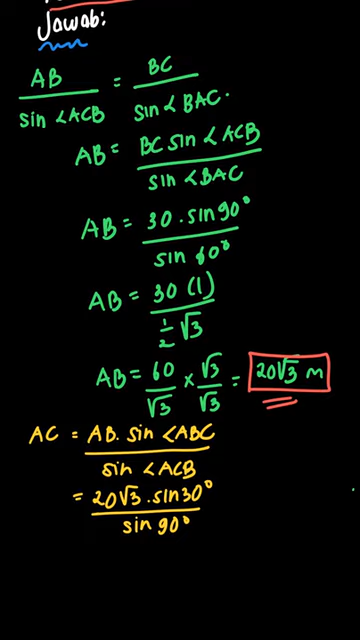 Jawab:
AB / sin ∠ACB = BC / sin ∠BAC.
AB = BC sin ∠ACB / sin ∠BAC
AB = 30 . sin 90° / sin 60°
AB = 30 (1) / ½ √3
AB = 60 / √3 x √3 / √3 = 20√3 m
AC = AB. sin ∠ABC / sin ∠ACB
= 20√3 . sin 30° / sin 90°